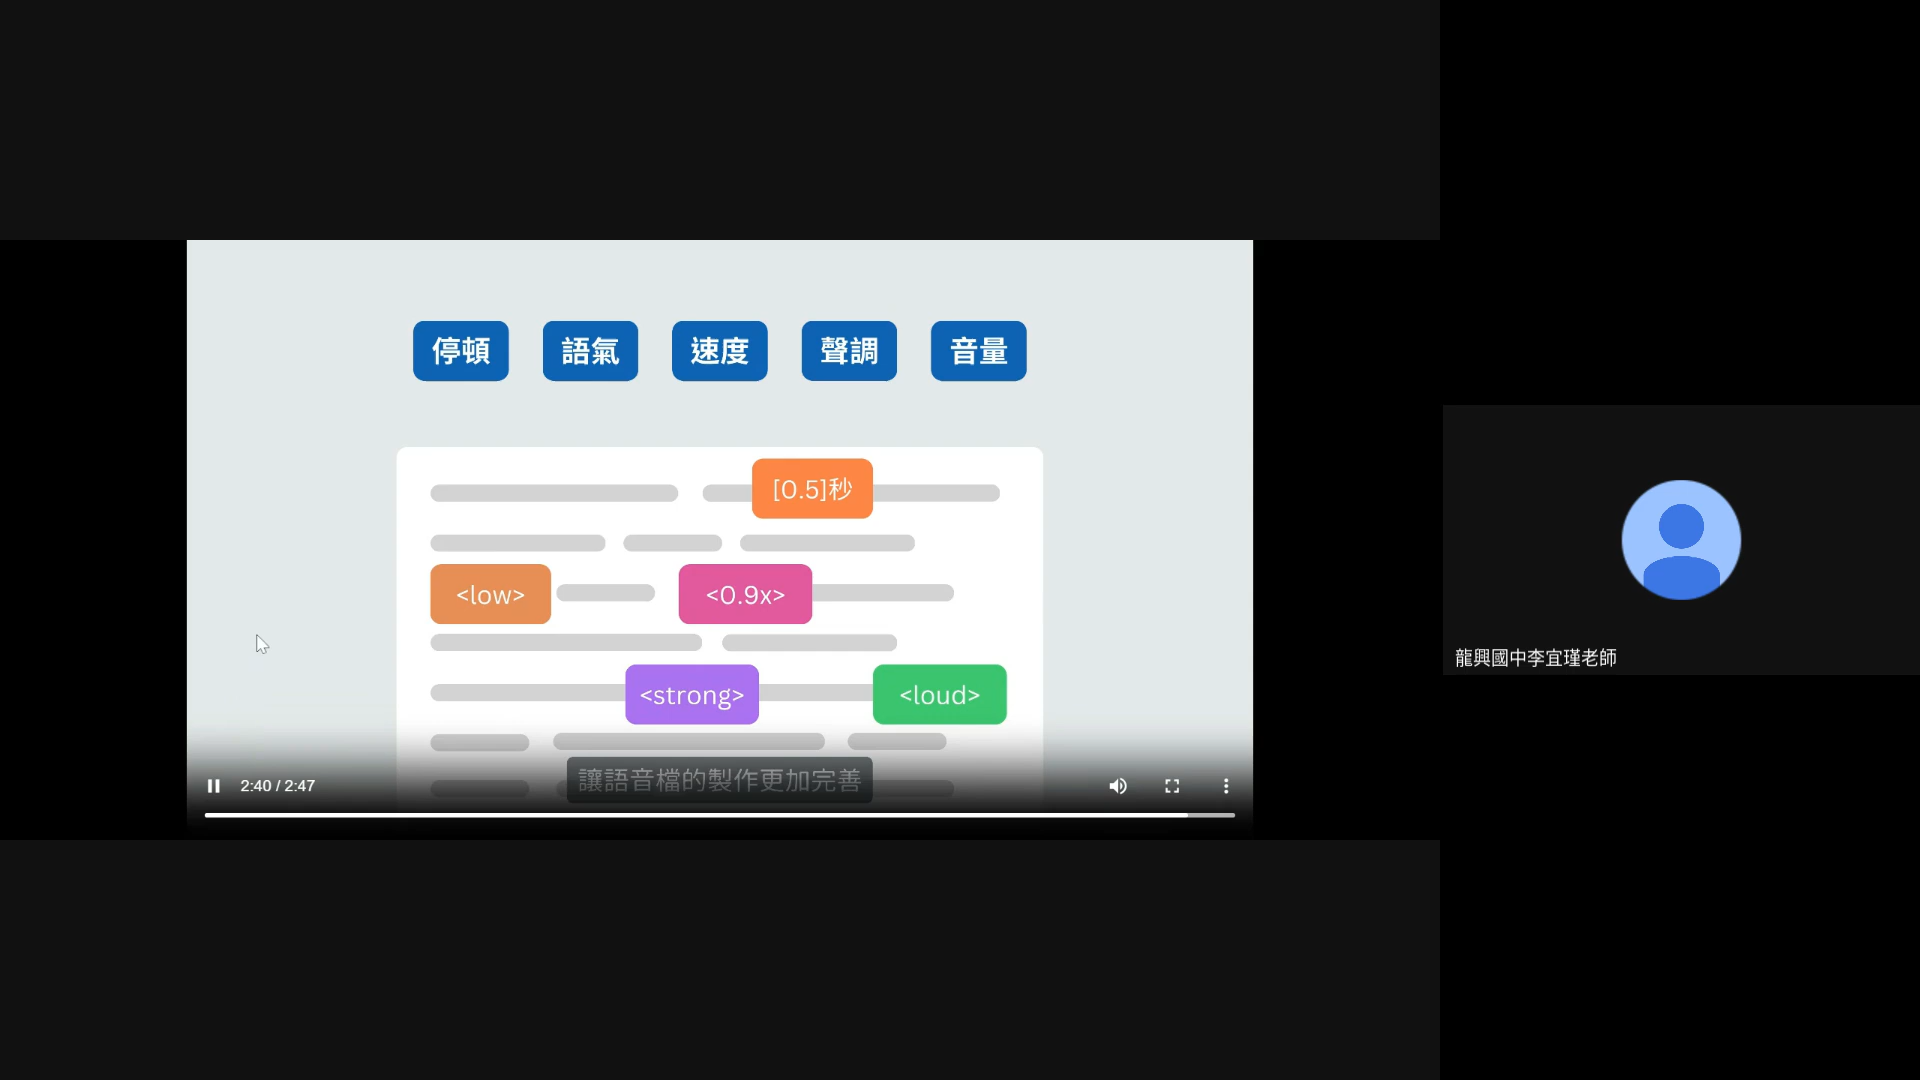 停頓 語氣 速度 聲調 音量
[0.5]秒
<low> <0.9x>
<strong> <loud>
讓語音檔的製作更加完善
2:40 / 2:47
龍興國中李宜瑾老師